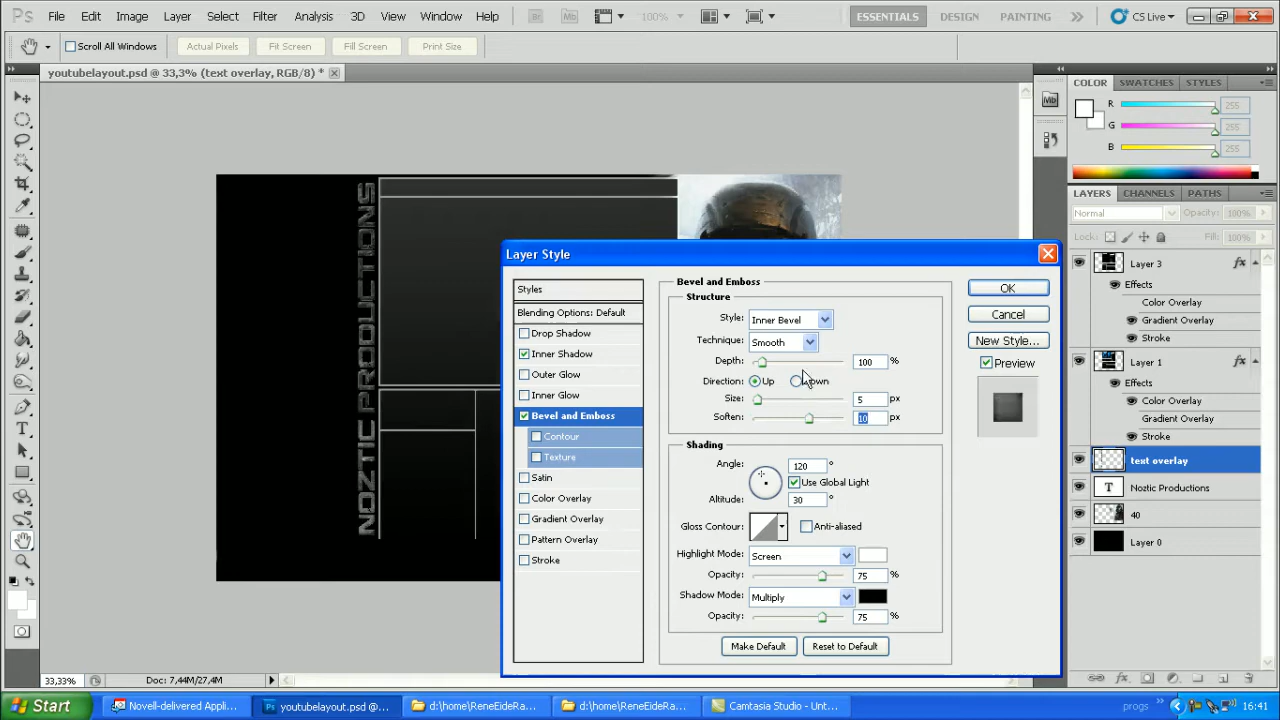 Ps File Edit Image Layer Select Filter Analysis 3D View Window Help Br Mb 100% ESSENTIALS DESIGN PAINTING CS Live
Scroll All Windows Actual Pixels Fit Screen Fill Screen Print Size
youtubelayout.psd @ 33,3% (text overlay, RGB/8) *
COLOR SWATCHES STYLES
Mb
R 255
G 255
B 255
NOZTIC PRODUCTIONS
LAYERS CHANNELS PATHS
Normal Opacity: 100%
Lock: Fill: 100%
Layer 3 fx
Effects
Color Overlay
Gradient Overlay
Stroke
Layer 1 fx
Effects
Color Overlay
Gradient Overlay
Stroke
text overlay
T Noztic Productions
40
Layer 0
Layer Style
Styles
Blending Options: Default
Drop Shadow
Inner Shadow
Outer Glow
Inner Glow
Bevel and Emboss
Contour
Texture
Satin
Color Overlay
Gradient Overlay
Pattern Overlay
Stroke
Bevel and Emboss
Structure
Style: Inner Bevel
Technique: Smooth
Depth: 100 %
Direction: Up Down
Size: 5 px
Soften: 10 px
Shading
Angle: 120 °
Use Global Light
Altitude: 30 °
Gloss Contour: Anti-aliased
Highlight Mode: Screen
Opacity: 75 %
Shadow Mode: Multiply
Opacity: 75 %
Make Default Reset to Default
OK
Cancel
New Style...
Preview
33,33% Doc: 7,44M/27,4M
Start Novell-delivered Appli... youtubelayout.psd @... d:\home\ReneEideRa... d:\home\ReneEideRa... Camtasia Studio - Unt... progs 16:41